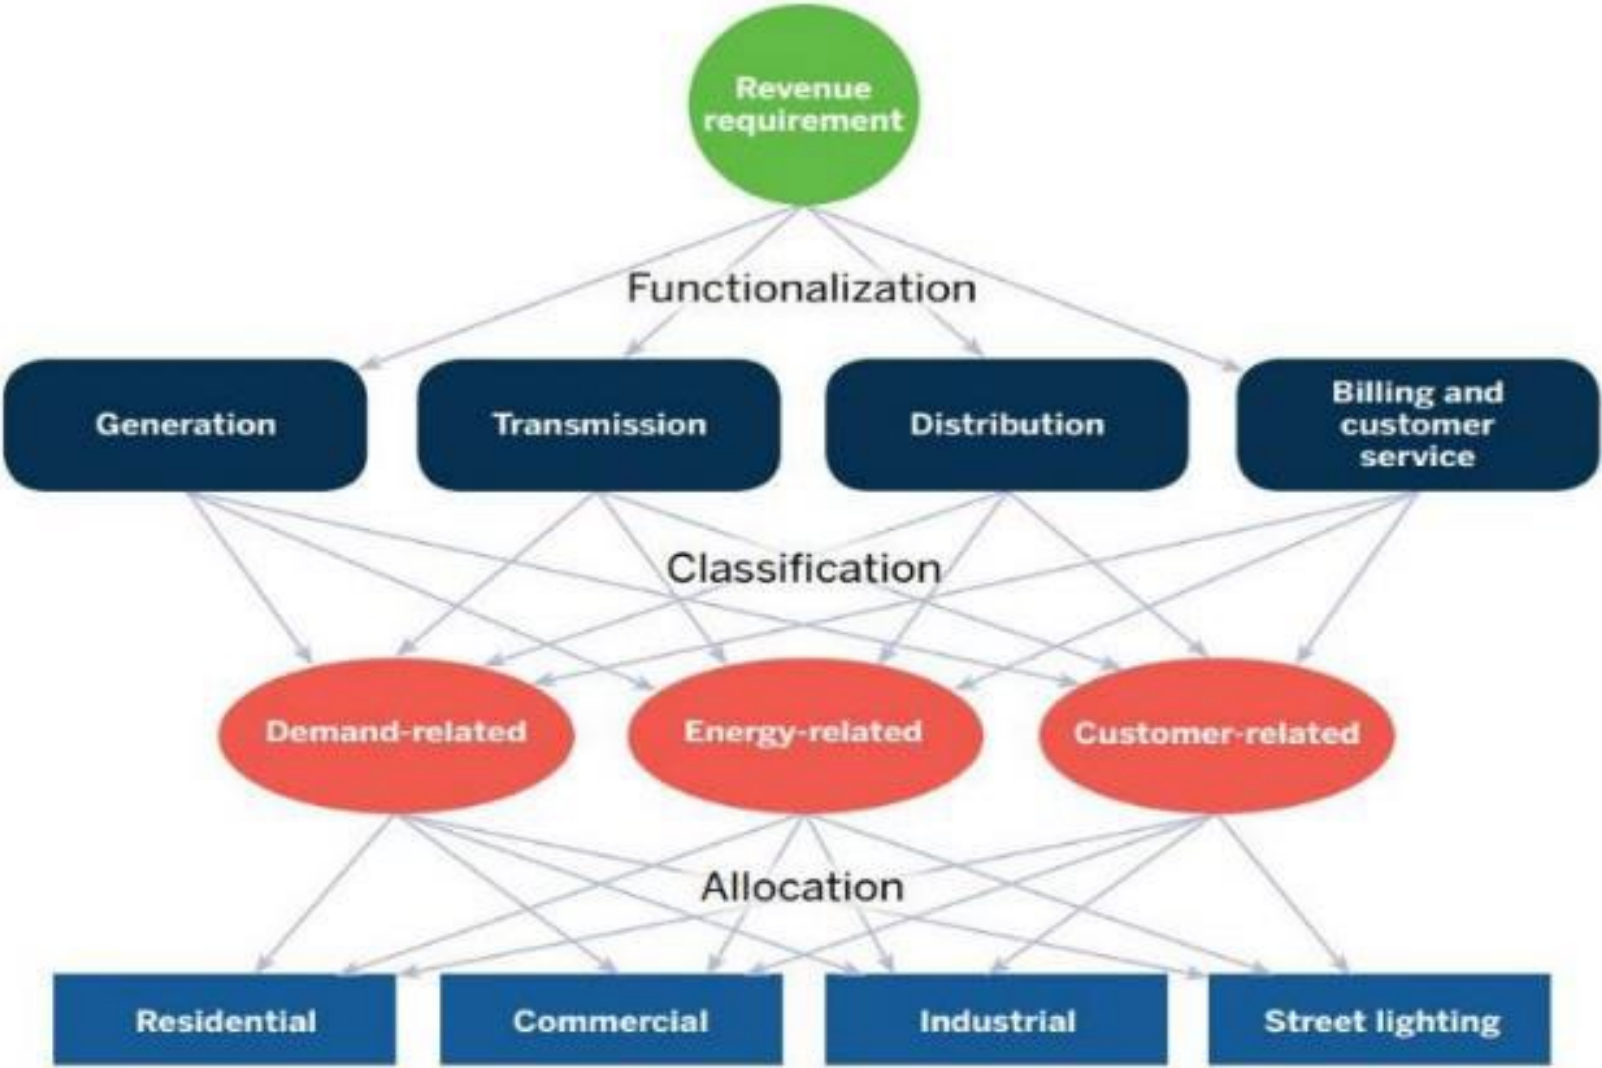 Revenue
requirement
Functionalization
Generation
Transmission
Distribution
Billing and
customer
service
Classification
Demand-related
Energy-related
Customer-related
Allocation
Residential
Commercial
Industrial
Street lighting